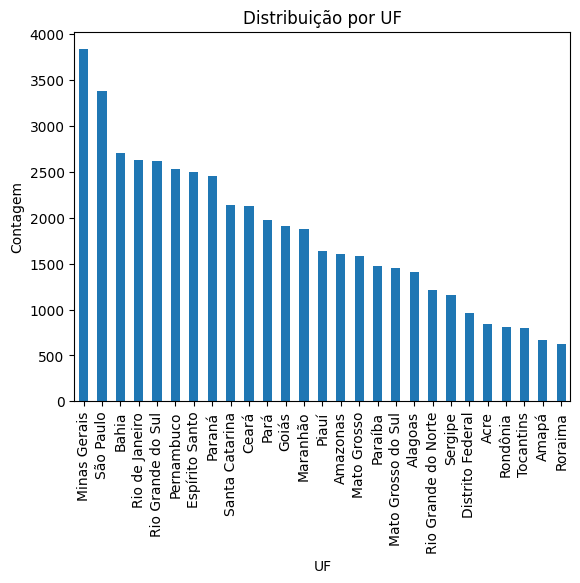 Distribuição por UF
Contagem
4000
3500
3000
2500
2000
1500
1000
500
0
Minas Gerais
São Paulo
Bahia
Rio de Janeiro
Rio Grande do Sul
Pernambuco
Espírito Santo
Paraná
Santa Catarina
Ceará
Pará
Goiás
Maranhão
Piauí
Amazonas
Mato Grosso
Paraíba
Mato Grosso do Sul
Alagoas
Rio Grande do Norte
Sergipe
Distrito Federal
Acre
Rondônia
Tocantins
Amapá
Roraima
UF